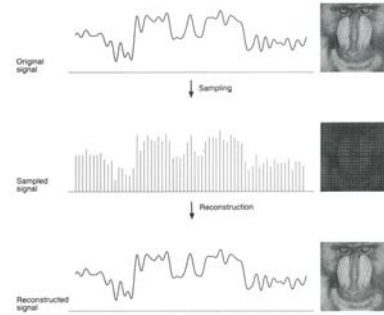 Original
signal
Sampling
Sampled
signal
Reconstruction
Reconstructed
signal